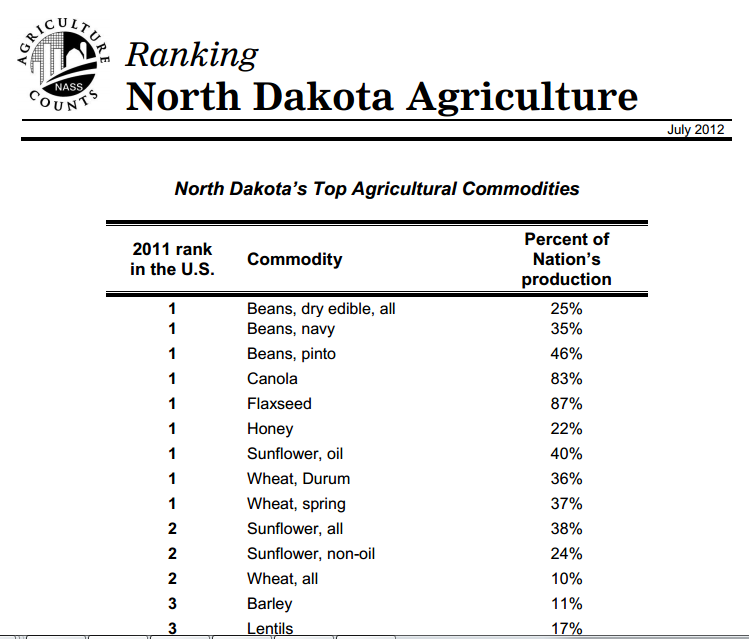 AGRICULTURE
NASS
COUNTS
Ranking
North Dakota Agriculture
July 2012
North Dakota's Top Agricultural Commodities
2011 rank in the U.S. Commodity Percent of Nation's production
1 Beans, dry edible, all 25%
1 Beans, navy 35%
1 Beans, pinto 46%
1 Canola 83%
1 Flaxseed 87%
1 Honey 22%
1 Sunflower, oil 40%
1 Wheat, Durum 36%
1 Wheat, spring 37%
2 Sunflower, all 38%
2 Sunflower, non-oil 24%
2 Wheat, all 10%
3 Barley 11%
3 Lentils 17%